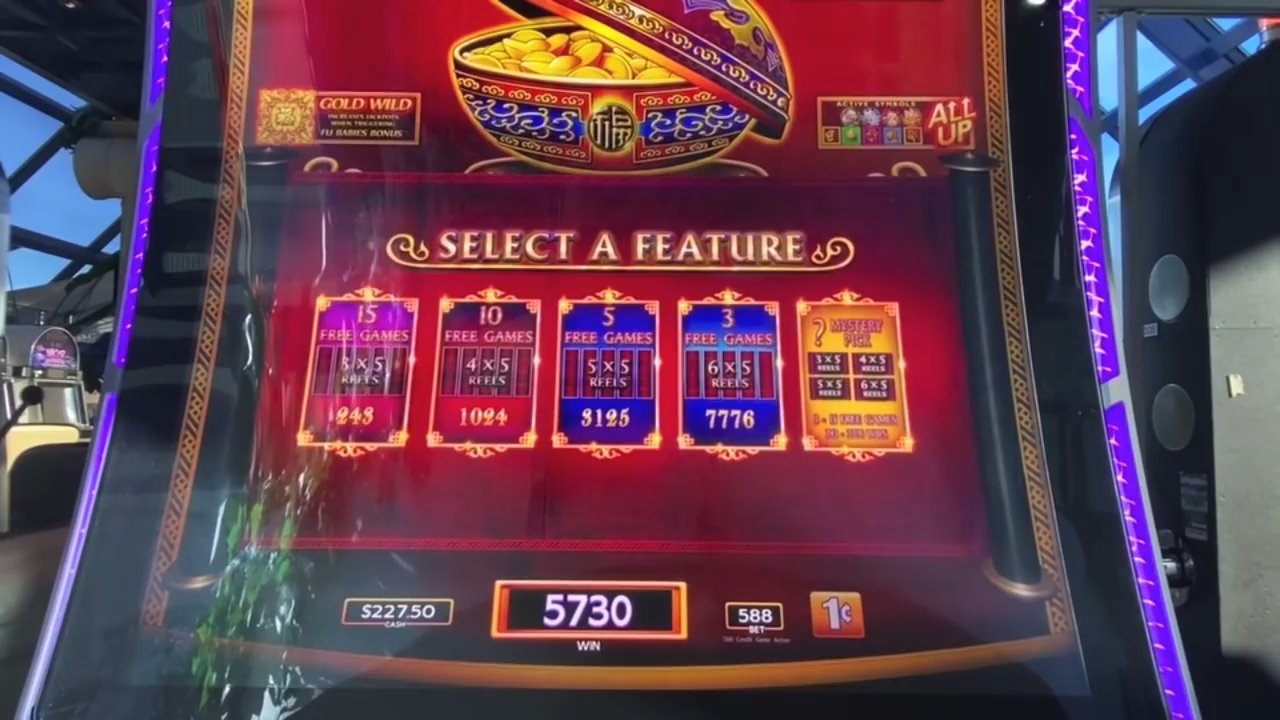 GOLD WILD
INCREASES JACKPOTS
WHEN TRIGGERING
FU BABIES BONUS
福
ACTIVE SYMBOLS
ALL
UP
SELECT A FEATURE
15
FREE GAMES
3 X 5
REELS
243
10
FREE GAMES
4 X 5
REELS
1024
5
FREE GAMES
5 X 5
REELS
3125
3
FREE GAMES
6 X 5
REELS
7776
? MYSTERY
PICK
3 X 5
REELS
4 X 5
REELS
5 X 5
REELS
6 X 5
REELS
$227.50
CASH
5730
WIN
588
BET
1¢